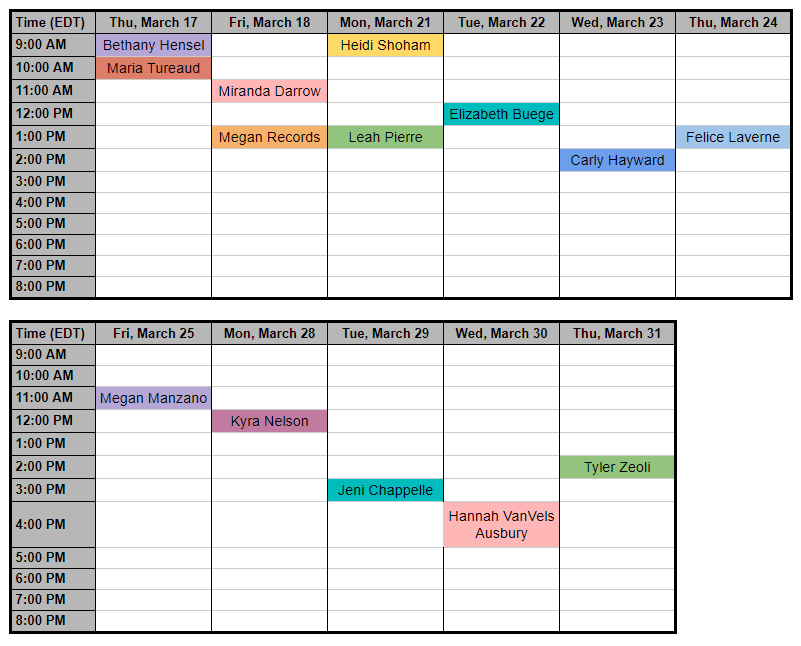 Time (EDT) Thu, March 17 Fri, March 18 Mon, March 21 Tue, March 22 Wed, March 23 Thu, March 24
9:00 AM Bethany Hensel Heidi Shoham
10:00 AM Maria Tureaud
11:00 AM Miranda Darrow
12:00 PM Elizabeth Buege
1:00 PM Megan Records Leah Pierre Felice Laverne
2:00 PM Carly Hayward
3:00 PM
4:00 PM
5:00 PM
6:00 PM
7:00 PM
8:00 PM
Time (EDT) Fri, March 25 Mon, March 28 Tue, March 29 Wed, March 30 Thu, March 31
9:00 AM
10:00 AM
11:00 AM Megan Manzano
12:00 PM Kyra Nelson
1:00 PM
2:00 PM Tyler Zeoli
3:00 PM Jeni Chappelle
4:00 PM Hannah VanVels
Ausbury
5:00 PM
6:00 PM
7:00 PM
8:00 PM